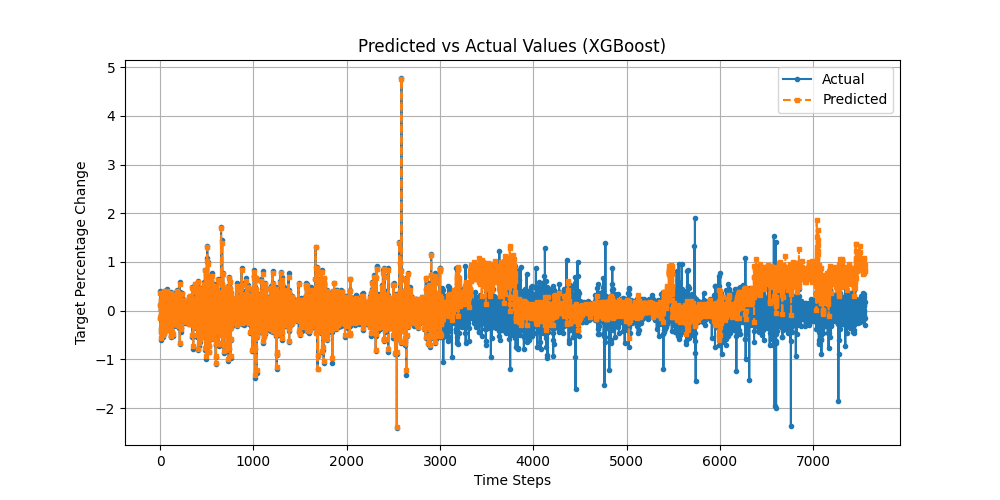 Predicted vs Actual Values (XGBoost)
Actual
Predicted
Target Percentage Change
5
4
3
2
1
0
−1
−2
0 1000 2000 3000 4000 5000 6000 7000
Time Steps